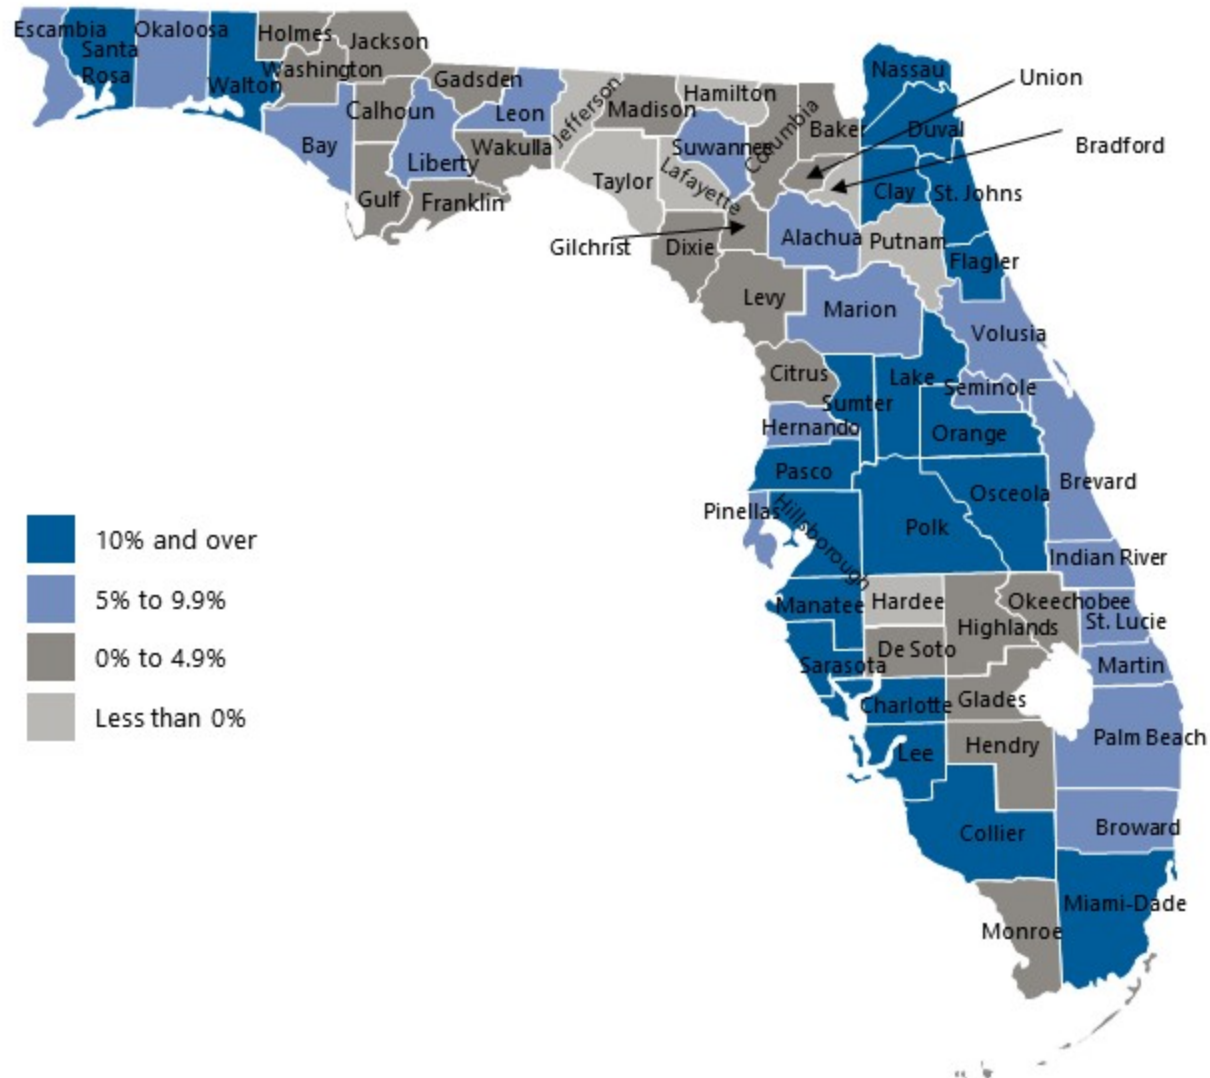 Escambia
Okaloosa
Holmes
Jackson
Santa
Rosa
Walton
Washington
Gadsden
Calhoun
Leon
Jefferson
Madison
Hamilton
Columbia
Baker
Nassau
Union
Duval
Bradford
Bay
Liberty
Wakulla
Suwannee
Gulf
Franklin
Taylor
Lafayette
Clay
St. Johns
Gilchrist
Dixie
Alachua
Putnam
Flagler
Levy
Marion
Volusia
Citrus
Lake
Seminole
Sumter
Hernando
Orange
Pasco
Osceola
Brevard
Pinellas
Hillsborough
Polk
10% and over
Indian River
5% to 9.9%
Manatee
Hardee
Okeechobee
Highlands
St. Lucie
0% to 4.9%
Sarasota
De Soto
Martin
Charlotte
Glades
Less than 0%
Lee
Hendry
Palm Beach
Collier
Broward
Miami-Dade
Monroe